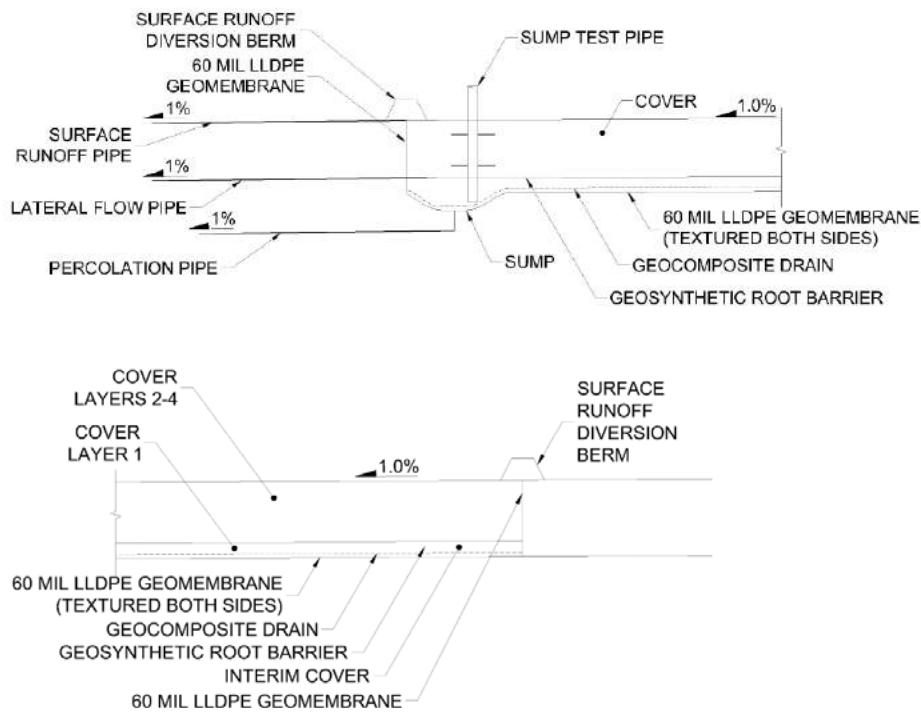 SURFACE RUNOFF
DIVERSION BERM
60 MIL LLDPE
GEOMEMBRANE
SUMP TEST PIPE
COVER
1.0%
1%
SURFACE
RUNOFF PIPE
1%
LATERAL FLOW PIPE
1%
PERCOLATION PIPE
SUMP
60 MIL LLDPE GEOMEMBRANE
(TEXTURED BOTH SIDES)
GEOCOMPOSITE DRAIN
GEOSYNTHETIC ROOT BARRIER
COVER
LAYERS 2-4
COVER
LAYER 1
1.0%
SURFACE
RUNOFF
DIVERSION
BERM
60 MIL LLDPE GEOMEMBRANE
(TEXTURED BOTH SIDES)
GEOCOMPOSITE DRAIN
GEOSYNTHETIC ROOT BARRIER
INTERIM COVER
60 MIL LLDPE GEOMEMBRANE